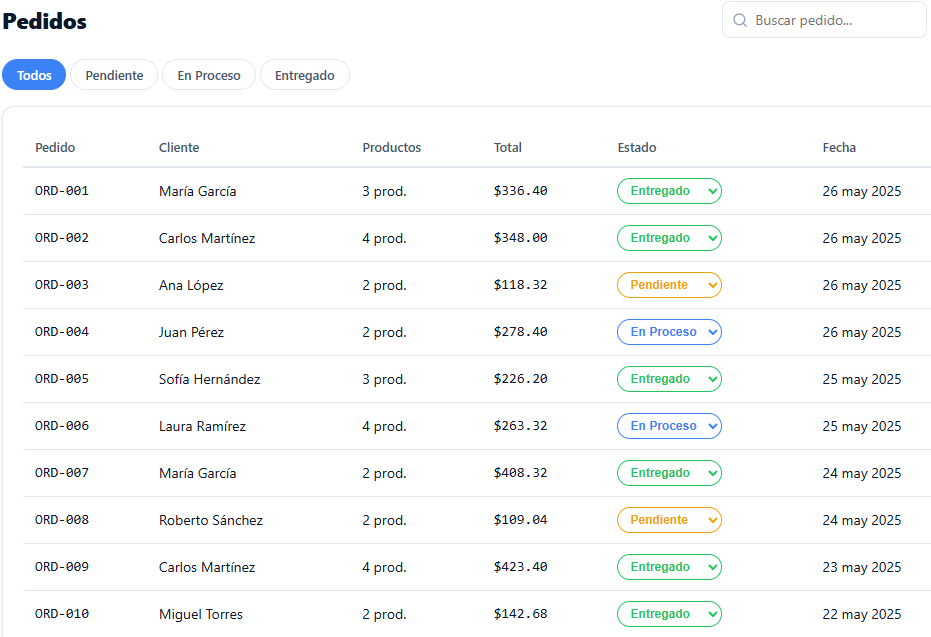 Pedidos
Buscar pedido...
Todos Pendiente En Proceso Entregado
Pedido Cliente Productos Total Estado Fecha
ORD-001 María García 3 prod. $336.40 Entregado 26 may 2025
ORD-002 Carlos Martínez 4 prod. $348.00 Entregado 26 may 2025
ORD-003 Ana López 2 prod. $118.32 Pendiente 26 may 2025
ORD-004 Juan Pérez 2 prod. $278.40 En Proceso 26 may 2025
ORD-005 Sofía Hernández 3 prod. $226.20 Entregado 25 may 2025
ORD-006 Laura Ramírez 4 prod. $263.32 En Proceso 25 may 2025
ORD-007 María García 2 prod. $408.32 Entregado 24 may 2025
ORD-008 Roberto Sánchez 2 prod. $109.04 Pendiente 24 may 2025
ORD-009 Carlos Martínez 4 prod. $423.40 Entregado 23 may 2025
ORD-010 Miguel Torres 2 prod. $142.68 Entregado 22 may 2025